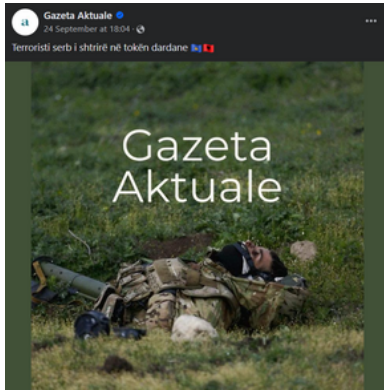 Gazeta Aktuale
24 September at 18:04
Terroristi serb i shtrirë në tokën dardane
Gazeta
Aktuale